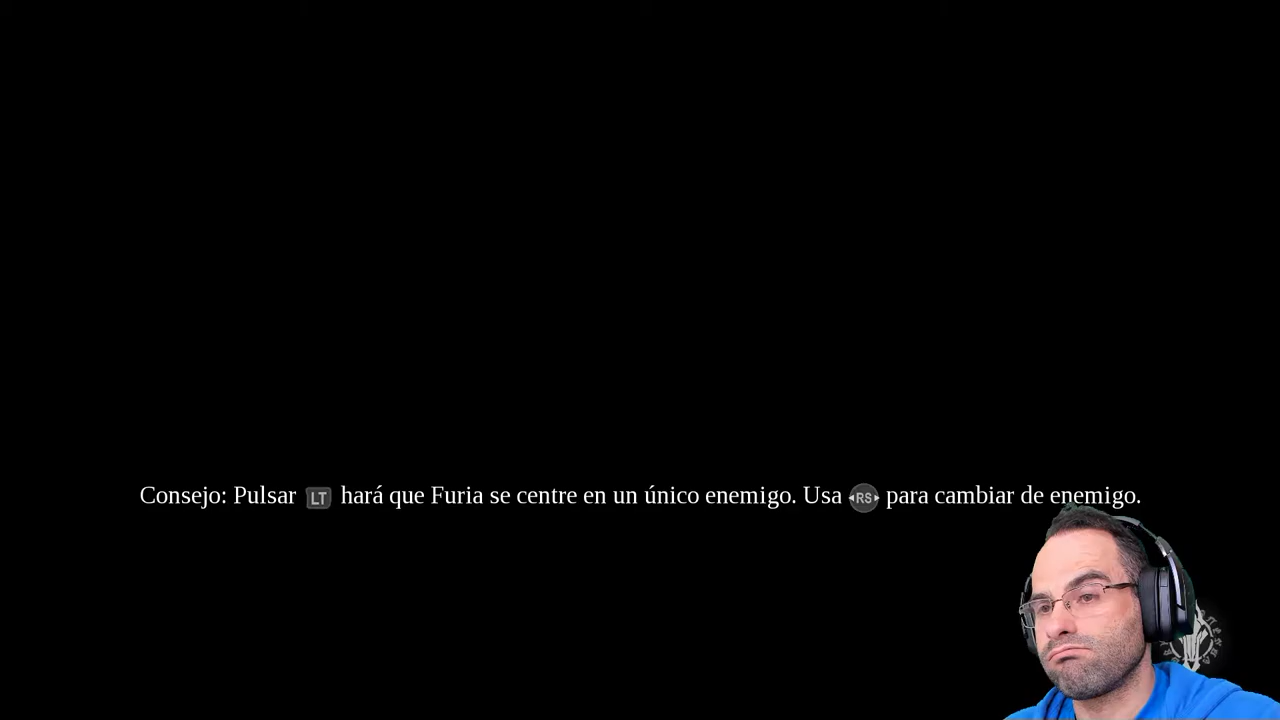 Consejo: Pulsar LT hará que Furia se centre en un único enemigo. Usa RS para cambiar de enemigo.